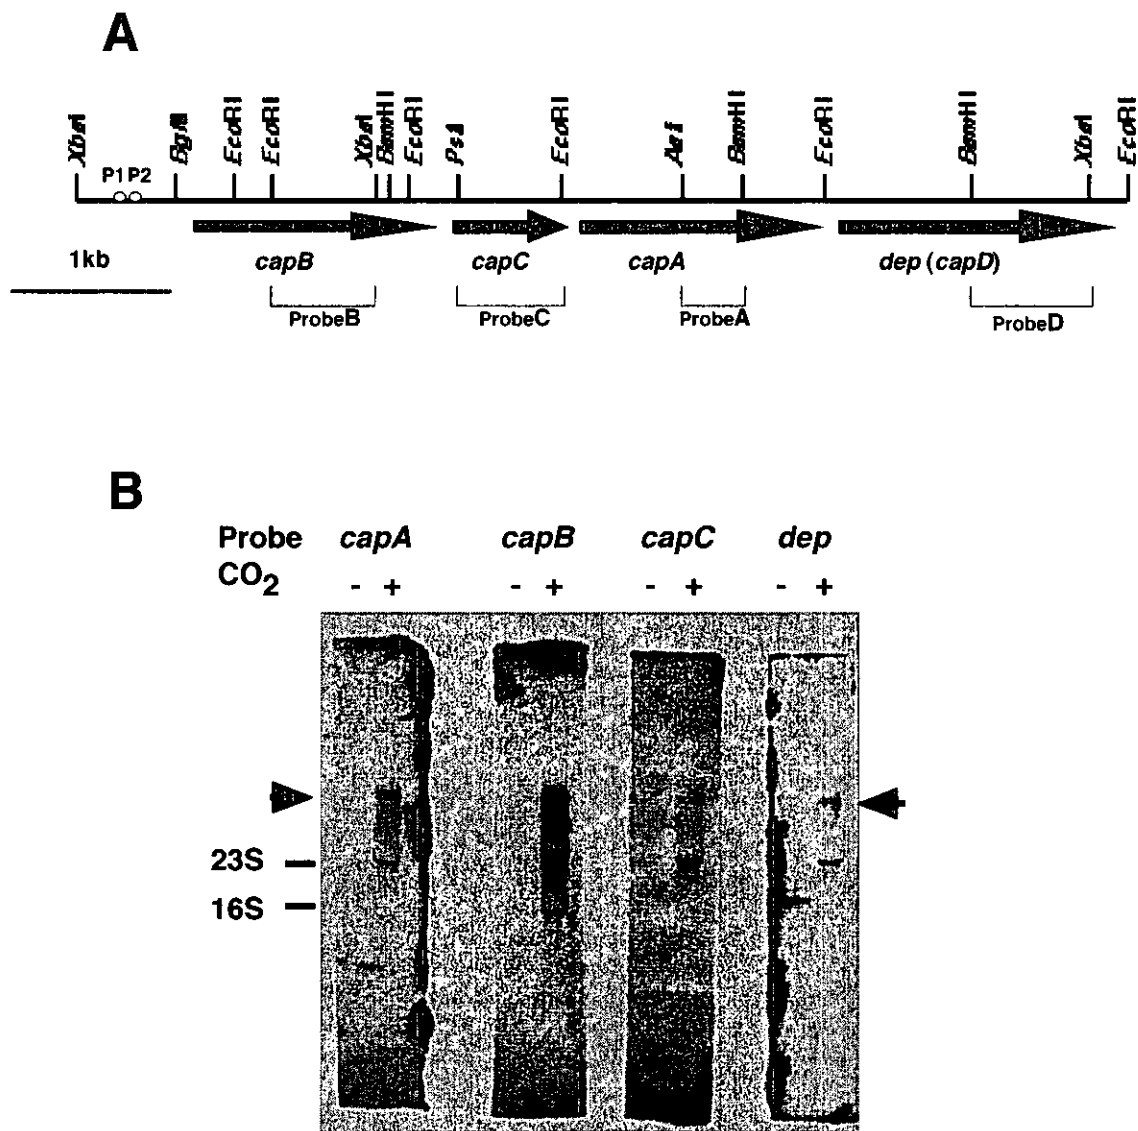 A
XbaI BglII EcoRI EcoRI XbaI BamHI EcoRI PstI EcoRI BamHI EcoRI BamHI XbaI EcoRI
P1 P2
1kb capB capC capA dep (capD)
ProbeB ProbeC ProbeA ProbeD
B
Probe capA capB capC dep
CO2 - + - + - + - +
23S
16S